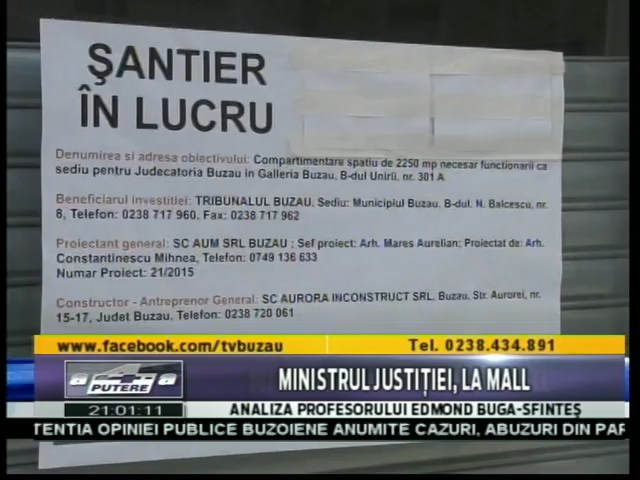 ŞANTIER
ÎN LUCRU
Denumirea si adresa obiectivului: Compartimentare spatiu de 2250 mp necesar functionarii ca
sediu pentru Judecatoria Buzau in Galleria Buzau, B-dul Unirii, nr. 301 A
Beneficiarul investitiei: TRIBUNALUL BUZAU, Sediu: Municipiul Buzau, B-dul. N. Balcescu, nr.
8, Telefon: 0238 717 960, Fax: 0238 717 962
Proiectant general: SC AUM SRL BUZAU ; Sef proiect: Arh. Mares Aurelian; Proiectat de: Arh.
Constantinescu Mihnea, Telefon: 0749 136 633
Numar Proiect: 21/2015
Constructor - Antreprenor General: SC AURORA INCONSTRUCT SRL, Buzau, Str. Aurorei, nr.
15-17, Judet Buzau, Telefon: 0238 720 061
www.facebook.com/tvbuzau Tel. 0238.434.891
a 4-a
PUTERE
MINISTRUL JUSTIŢIEI, LA MALL
21:01:11
ANALIZA PROFESORULUI EDMOND BUGA-SFINTEŞ
TENTIA OPINIEI PUBLICE BUZOIENE ANUMITE CAZURI, ABUZURI DIN PAR